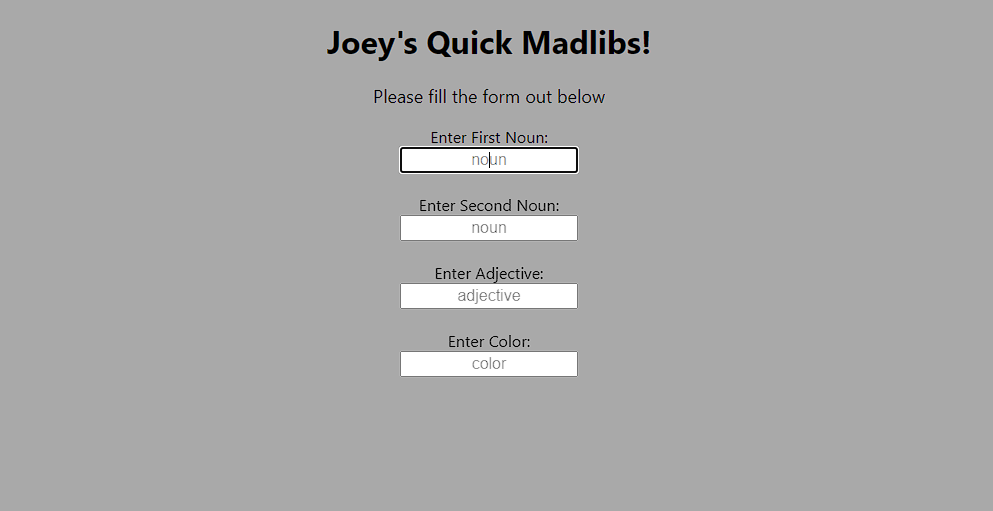 Joey's Quick Madlibs!
Please fill the form out below
Enter First Noun:
noun
Enter Second Noun:
noun
Enter Adjective:
adjective
Enter Color:
color